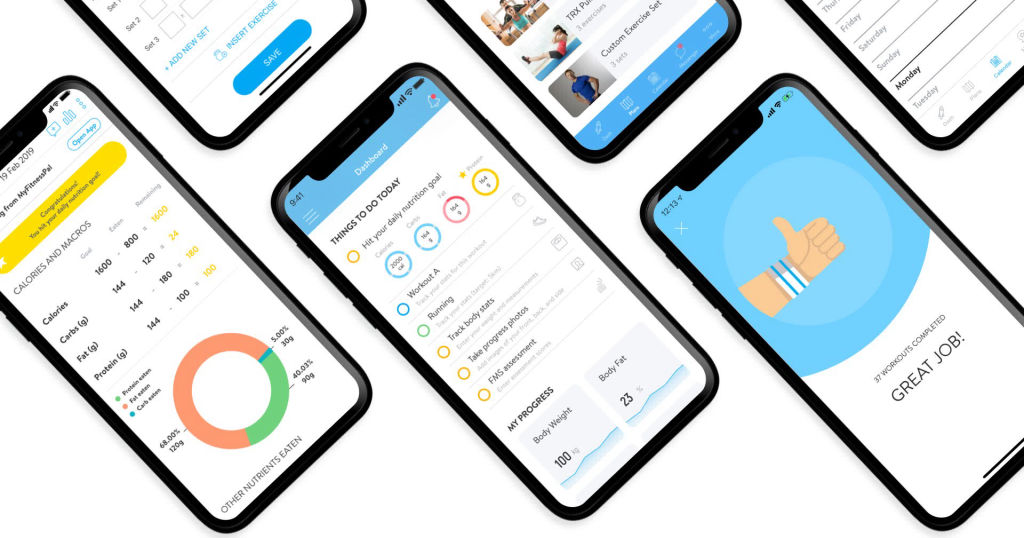 Set 1
Set 2
Set 3
+ ADD NEW SET
INSERT EXERCISE
SAVE
TRX
3 exercises
Custom Exercise Set
3 sets
Plans
Calendar
Friday
Saturday
Sunday
Monday
Tuesday
Plans
Calendar
19 Feb 2019
from MyFitnessPal
Open App
Congratulations!
You hit your daily nutrition goal!
CALORIES AND MACROS
Goal Eaten Remaining
Calories 1600 - 800 = 1600
Carbs (g) 144 - 120 = 24
Fat (g) 144 - 180 = 180
Protein (g) 144 - 100 = 100
Protein eaten
Fat eaten
Carb eaten
5.00%
30g
40.03%
90g
68.00%
120g
OTHER NUTRIENTS EATEN
9:41
Dashboard
THINGS TO DO TODAY
Hit your daily nutrition goal
Calories Carbs Fat Protein
2000 cal
164 g
164 g
164 g
Workout A
Track your stats for this workout
Running
Track your stats (target: 5km)
Track body stats
Enter your weight and measurements
Take progress photos
Add images of your front, back, and side
FMS assessment
Enter assessment scores
MY PROGRESS
Body Weight
100 kg
Body Fat
23 %
12:13
37 WORKOUTS COMPLETED
GREAT JOB!